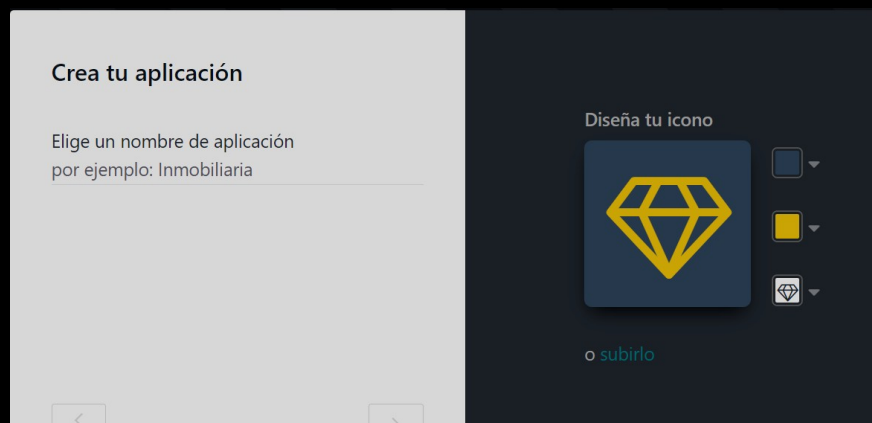 Crea tu aplicación
Elige un nombre de aplicación
por ejemplo: Inmobiliaria
Diseña tu icono
o subirlo